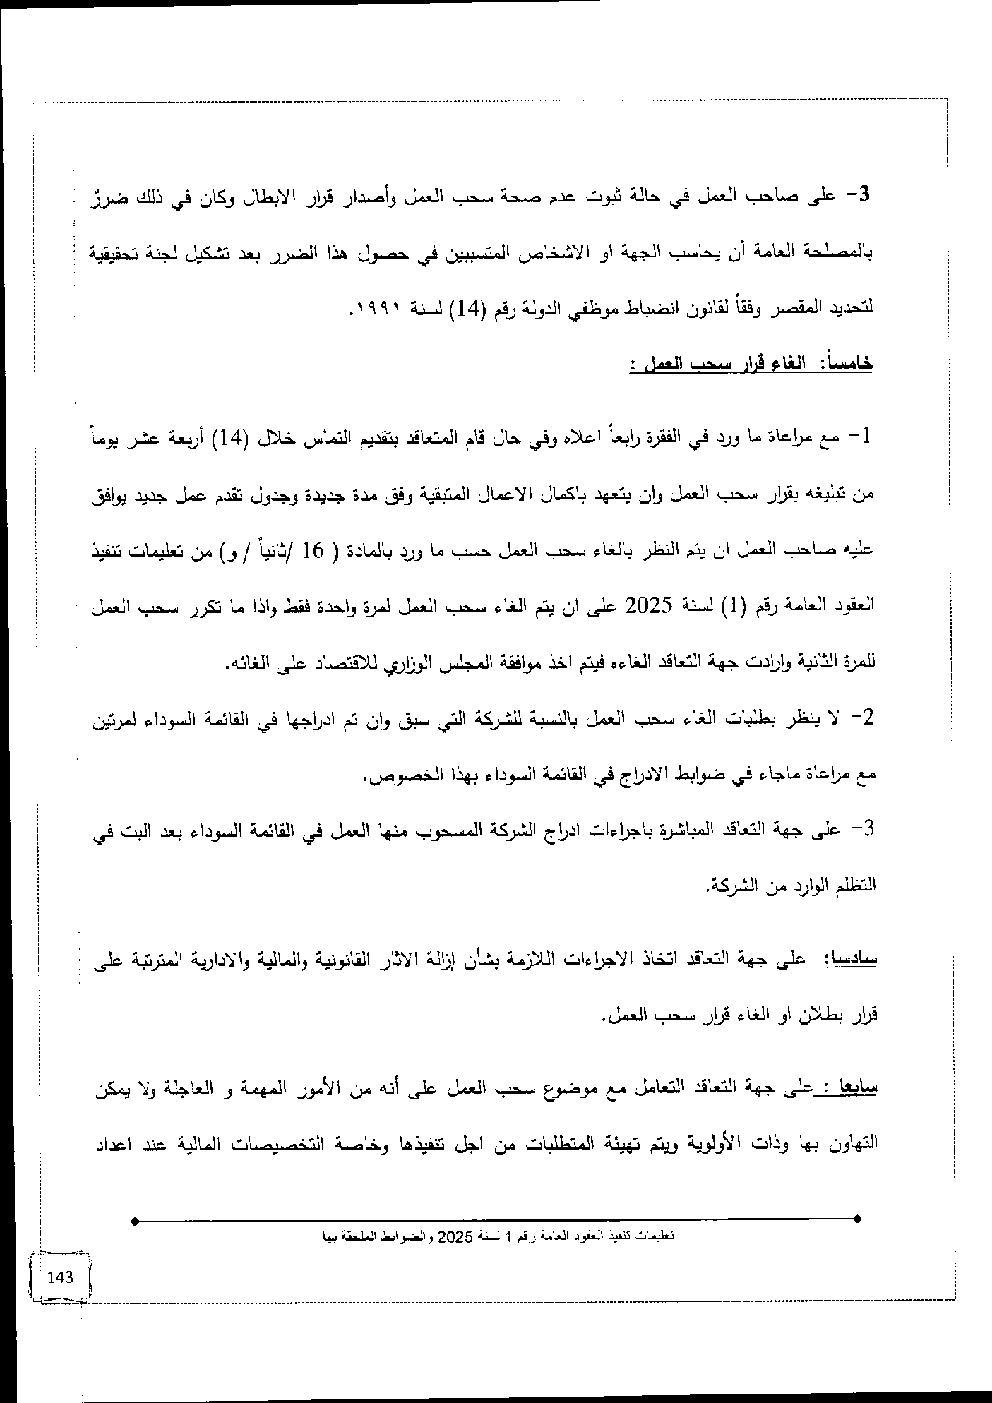 3- على صاحب العمل في حالة ثبوت عدم صحة سحب العمل وأصدار قرار الابطال وكان في ذلك ضررٌ
بالمصلحة العامة أن يحاسب الجهة او الاشخاص المتسببين في حصول هذا الضرر بعد تشكيل لجنة تحقيقية
لتحديد المقصر وفقاً لقانون انضباط موظفي الدولة رقم (14) لسنة ١٩٩١.
خامساً: الغاء قرار سحب العمل :
1- مع مراعاة ما ورد في الفقرة رابعاً اعلاه وفي حال قام المتعاقد بتقديم التماس خلال (14) أربعة عشر يوماً
من تبليغه بقرار سحب العمل وان يتعهد باكمال الاعمال المتبقية وفق مدة جديدة وجدول تقدم عمل جديد يوافق
عليه صاحب العمل ان يتم النظر بالغاء سحب العمل حسب ما ورد بالمادة ( 16 /ثانياً / و) من تعليمات تنفيذ
العقود العامة رقم (1) لسنة 2025 على ان يتم الغاء سحب العمل لمرة واحدة فقط واذا ما تكرر سحب العمل
للمرة الثانية وارادت جهة التعاقد الغاءه فيتم اخذ موافقة المجلس الوزاري للاقتصاد على الغائه.
2- لا ينظر بطلبات الغاء سحب العمل بالنسبة للشركة التي سبق وان تم ادراجها في القائمة السوداء لمرتين
مع مراعاة ماجاء في ضوابط الادراج في القائمة السوداء بهذا الخصوص.
3- على جهة التعاقد المباشرة باجراءات ادراج الشركة المسحوب منها العمل في القائمة السوداء بعد البت في
التظلم الوارد من الشركة.
سادسا: على جهة التعاقد اتخاذ الاجراءات اللازمة بشأن إزالة الاثار القانونية والمالية والادارية المترتبة على
قرار بطلان او الغاء قرار سحب العمل.
سابعا : على جهة التعاقد التعامل مع موضوع سحب العمل على أنه من الأمور المهمة و العاجلة ولا يمكن
التهاون بها وذات الأولوية ويتم تهيئة المتطلبات من اجل تنفيذها وخاصة التخصيصات المالية عند اعداد
تعليمات تنفيذ العقود العامة رقم 1 لسنة 2025 والضوابط الملحقة بها
143